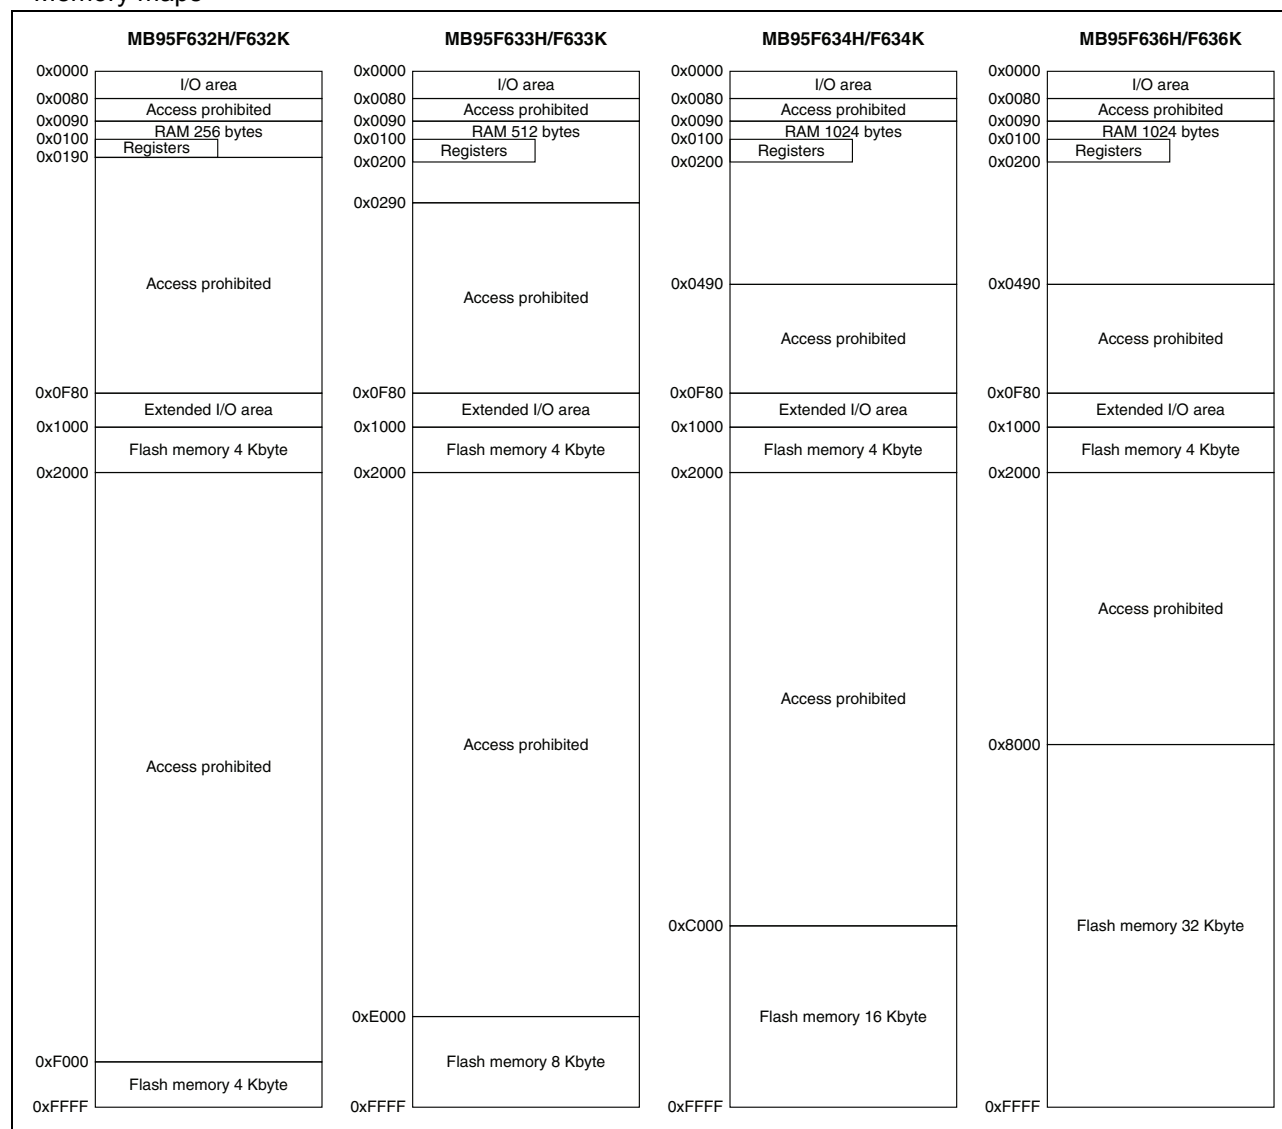 Memory maps
MB95F632H/F632K
0x0000
I/O area
0x0080
Access prohibited
0x0090
RAM 256 bytes
0x0100
Registers
0x0190
Access prohibited
0x0F80
Extended I/O area
0x1000
Flash memory 4 Kbyte
0x2000
Access prohibited
0xF000
Flash memory 4 Kbyte
0xFFFF
MB95F633H/F633K
0x0000
I/O area
0x0080
Access prohibited
0x0090
RAM 512 bytes
0x0100
Registers
0x0200
0x0290
Access prohibited
0x0F80
Extended I/O area
0x1000
Flash memory 4 Kbyte
0x2000
Access prohibited
0xE000
Flash memory 8 Kbyte
0xFFFF
MB95F634H/F634K
0x0000
I/O area
0x0080
Access prohibited
0x0090
RAM 1024 bytes
0x0100
Registers
0x0200
0x0490
Access prohibited
0x0F80
Extended I/O area
0x1000
Flash memory 4 Kbyte
0x2000
Access prohibited
0xC000
Flash memory 16 Kbyte
0xFFFF
MB95F636H/F636K
0x0000
I/O area
0x0080
Access prohibited
0x0090
RAM 1024 bytes
0x0100
Registers
0x0200
0x0490
Access prohibited
0x0F80
Extended I/O area
0x1000
Flash memory 4 Kbyte
0x2000
Access prohibited
0x8000
Flash memory 32 Kbyte
0xFFFF